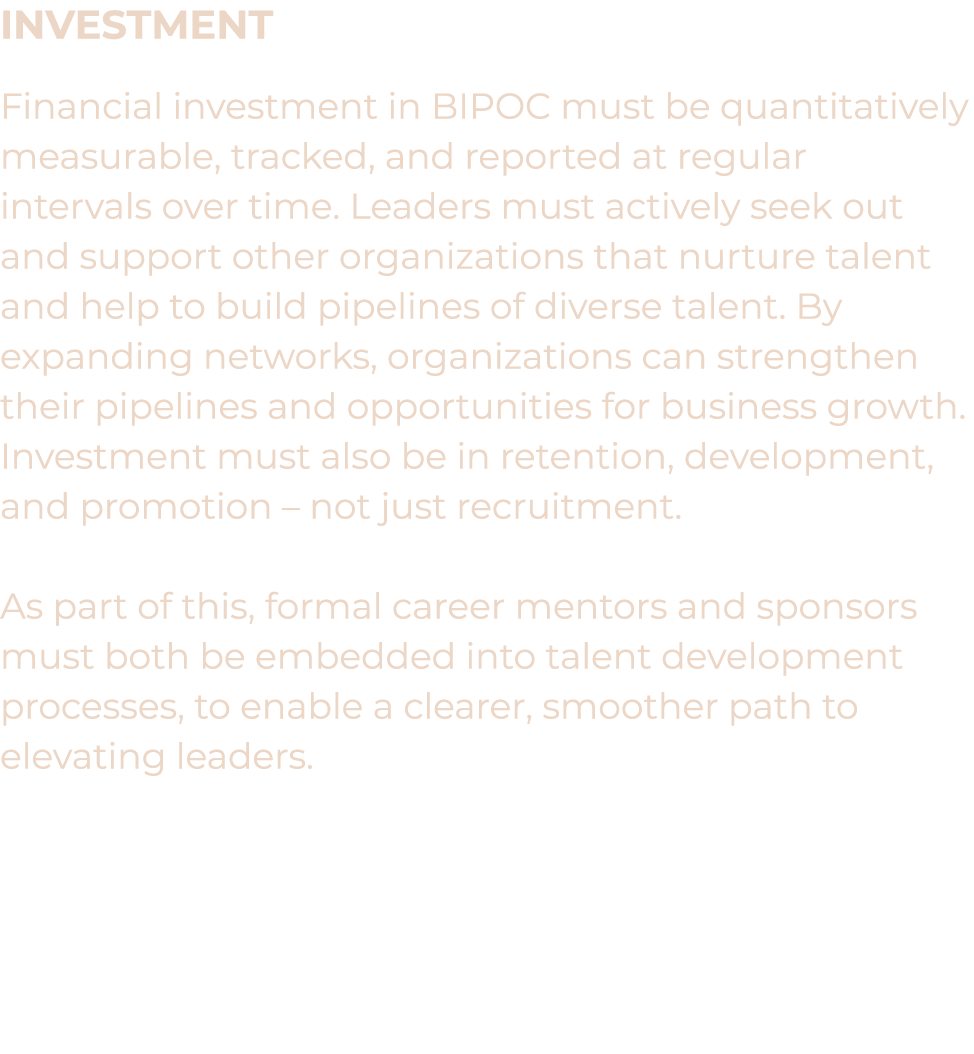 INVESTMENT
Financial investment in BIPOC must be quantitatively
measurable, tracked, and reported at regular
intervals over time. Leaders must actively seek out
and support other organizations that nurture talent
and help to build pipelines of diverse talent. By
expanding networks, organizations can strengthen
their pipelines and opportunities for business growth.
Investment must also be in retention, development,
and promotion – not just recruitment.
As part of this, formal career mentors and sponsors
must both be embedded into talent development
processes, to enable a clearer, smoother path to
elevating leaders.